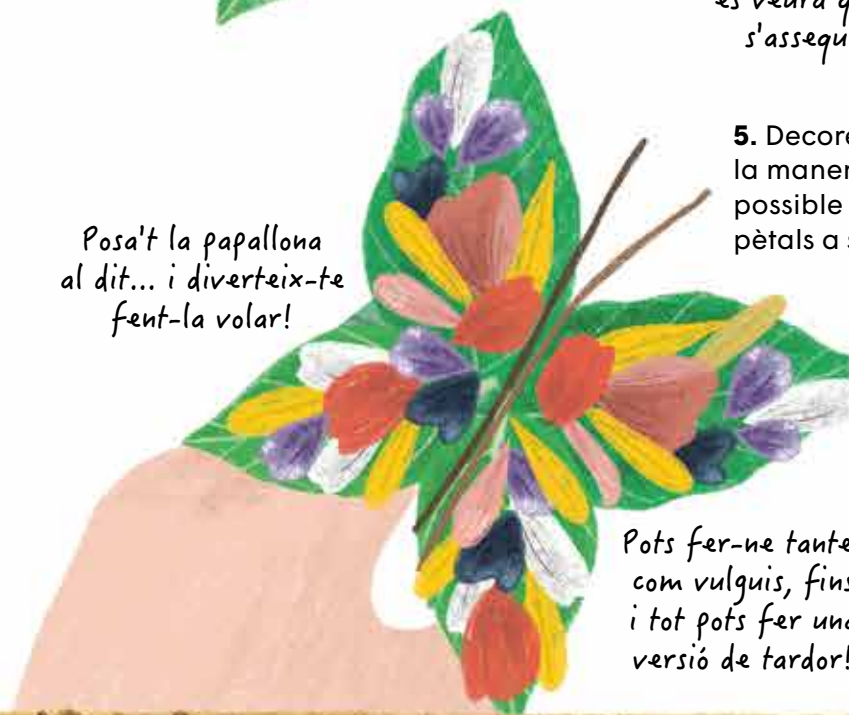 es veurà
s'assequ
5. Decore
la maner
possible
pètals a s
Posa't la papallona
al dit... i diverteix-te
fent-la volar!
Pots fer-ne tante
com vulguis, fins
i tot pots fer una
versió de tardor!